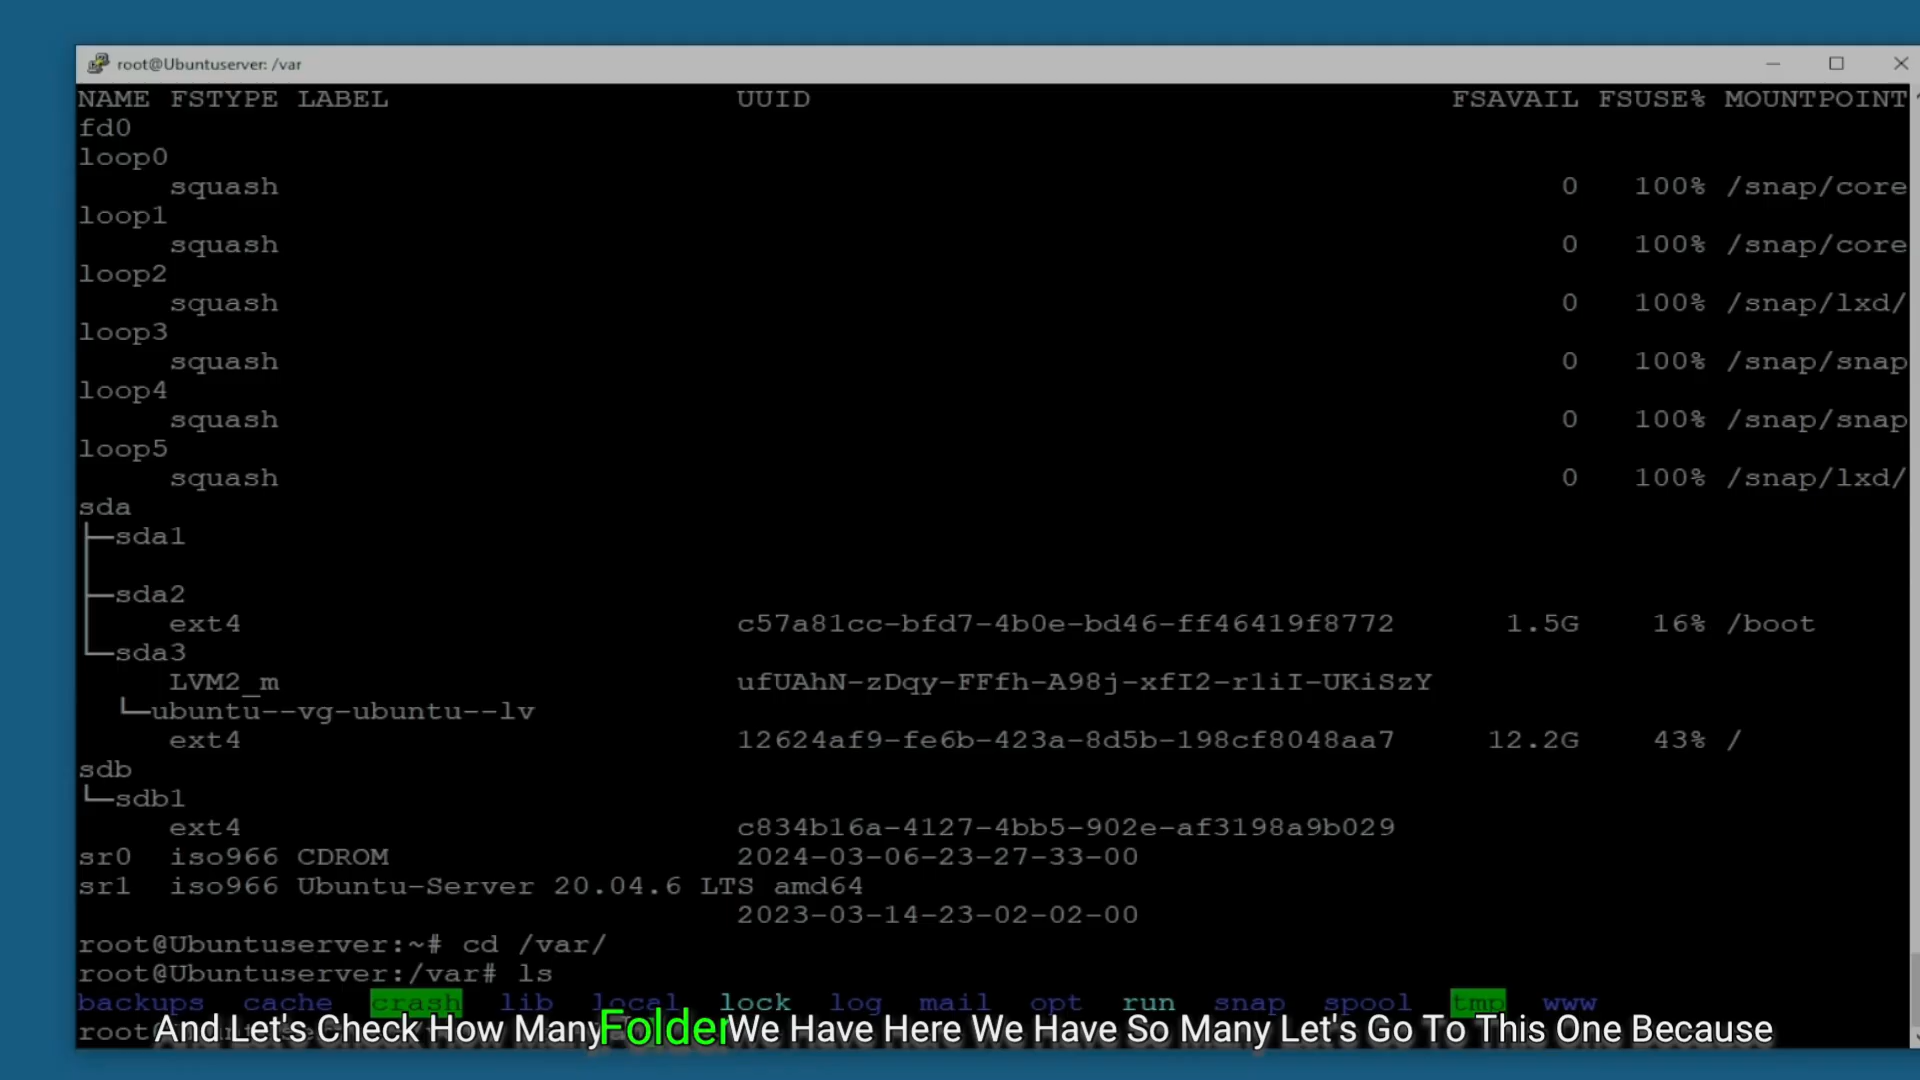 root@Ubuntuserver: /var
NAME FSTYPE LABEL UUID FSAVAIL FSUSE% MOUNTPOINT
fd0
loop0
squash 0 100% /snap/core
loop1
squash 0 100% /snap/core
loop2
squash 0 100% /snap/lxd/
loop3
squash 0 100% /snap/snap
loop4
squash 0 100% /snap/snap
loop5
squash 0 100% /snap/lxd/
sda
├─sda1
├─sda2
│ ext4 c57a81cc-bfd7-4b0e-bd46-ff46419f8772 1.5G 16% /boot
└─sda3
LVM2_m ufUAhN-zDqy-FFfh-A98j-xfI2-r1iI-UKiSzY
└─ubuntu--vg-ubuntu--lv
ext4 12624af9-fe6b-423a-8d5b-198cf8048aa7 12.2G 43% /
sdb
└─sdb1
ext4 c834b16a-4127-4bb5-902e-af3198a9b029
sr0 iso966 CDROM 2024-03-06-23-27-33-00
sr1 iso966 Ubuntu-Server 20.04.6 LTS amd64
2023-03-14-23-02-02-00
root@Ubuntuserver:~# cd /var/
root@Ubuntuserver:/var# ls
backups cache crash lib local lock log mail opt run snap spool tmp www
And Let's Check How Many Folder We Have Here We Have So Many Let's Go To This One Because